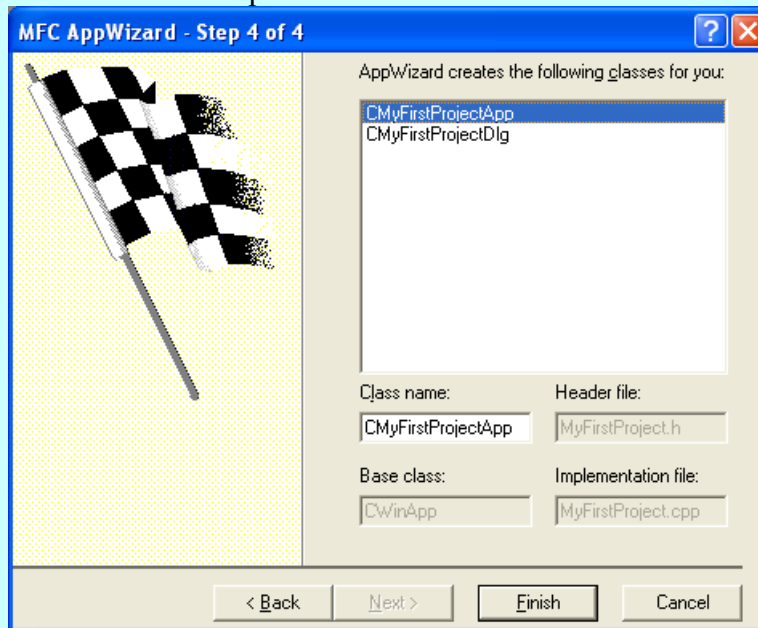 MFC AppWizard - Step 4 of 4
AppWizard creates the following classes for you:
CMyFirstProjectApp
CMyFirstProjectDlg
Class name:
Header file:
CMyFirstProjectApp
MyFirstProject.h
Base class:
Implementation file:
CWinApp
MyFirstProject.cpp
< Back
Next >
Finish
Cancel